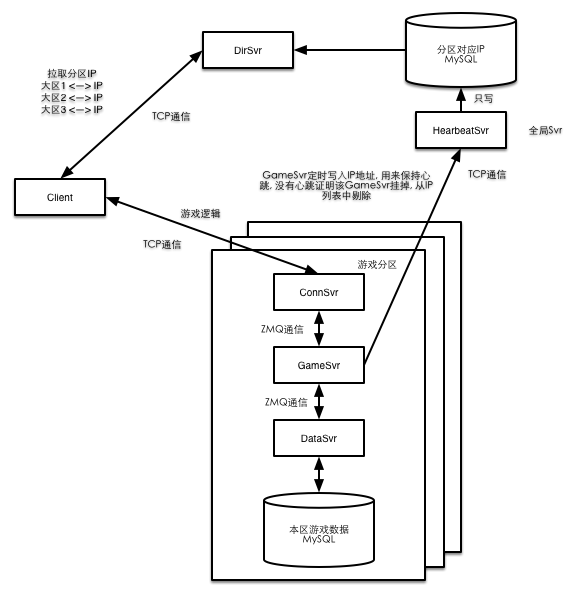 DirSvr
分区对应IP
MySQL
拉取分区IP
大区1 <—> IP
大区2 <—> IP
大区3 <—> IP
TCP通信
只写
HearbeatSvr
全局Svr
GameSvr定时写入IP地址, 用来保持心
跳, 没有心跳证明该GameSvr挂掉, 从IP
列表中剔除
TCP通信
Client
游戏逻辑
TCP通信
游戏分区
ConnSvr
ZMQ通信
GameSvr
ZMQ通信
DataSvr
本区游戏数据
MySQL